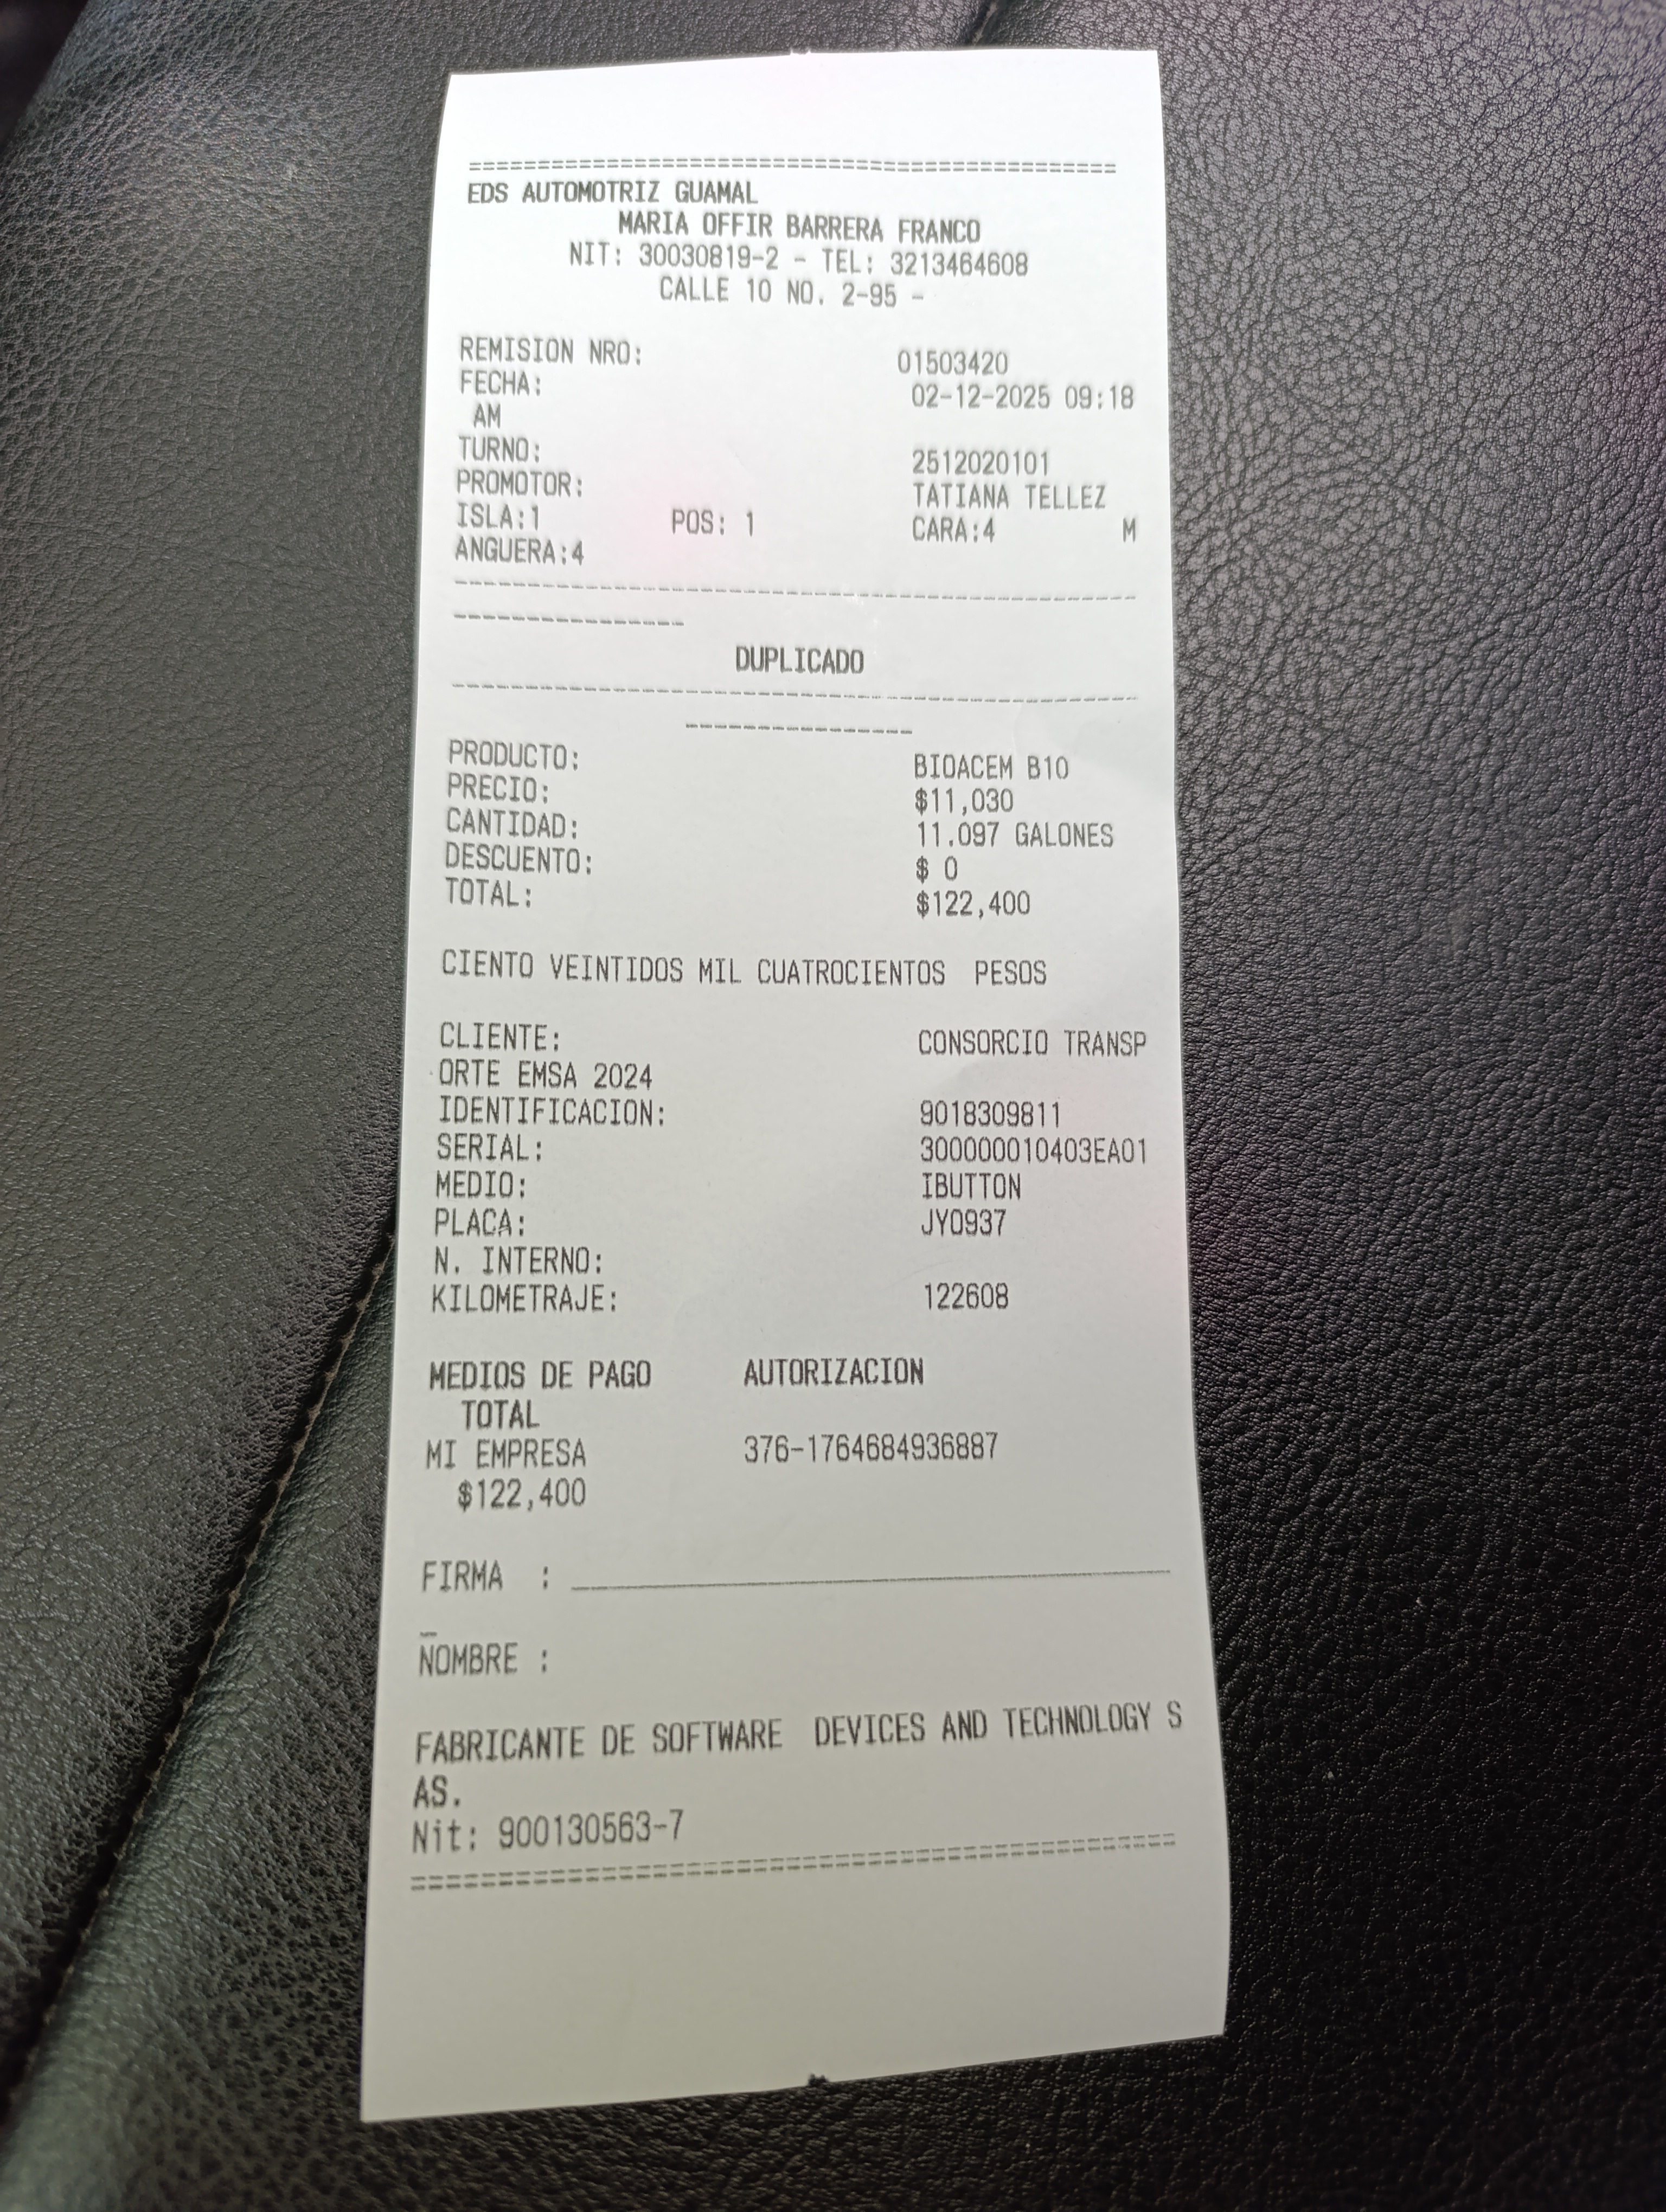 ================================================
EDS AUTOMOTRIZ GUAMAL
MARIA OFFIR BARRERA FRANCO
NIT: 30030819-2 - TEL: 3213464608
CALLE 10 NO. 2-95 -
REMISION NRO: 01503420
FECHA: 02-12-2025 09:18
AM
TURNO: 2512020101
PROMOTOR: TATIANA TELLEZ
ISLA:1 POS: 1 CARA:4 M
ANGUERA:4
------------------------------------------------
----------------
DUPLICADO
------------------------------------------------
----------------
PRODUCTO: BIOACEM B10
PRECIO: $11,030
CANTIDAD: 11.097 GALONES
DESCUENTO: $ 0
TOTAL: $122,400
CIENTO VEINTIDOS MIL CUATROCIENTOS  PESOS
CLIENTE: CONSORCIO TRANSP
ORTE EMSA 2024
IDENTIFICACION: 9018309811
SERIAL: 300000010403EA01
MEDIO: IBUTTON
PLACA: JYO937
N. INTERNO:
KILOMETRAJE: 122608
MEDIOS DE PAGO AUTORIZACION
TOTAL
MI EMPRESA 376-1764684936887
$122,400
FIRMA : __________________________________________
_
NOMBRE :
FABRICANTE DE SOFTWARE  DEVICES AND TECHNOLOGY S
AS.
Nit: 900130563-7
================================================